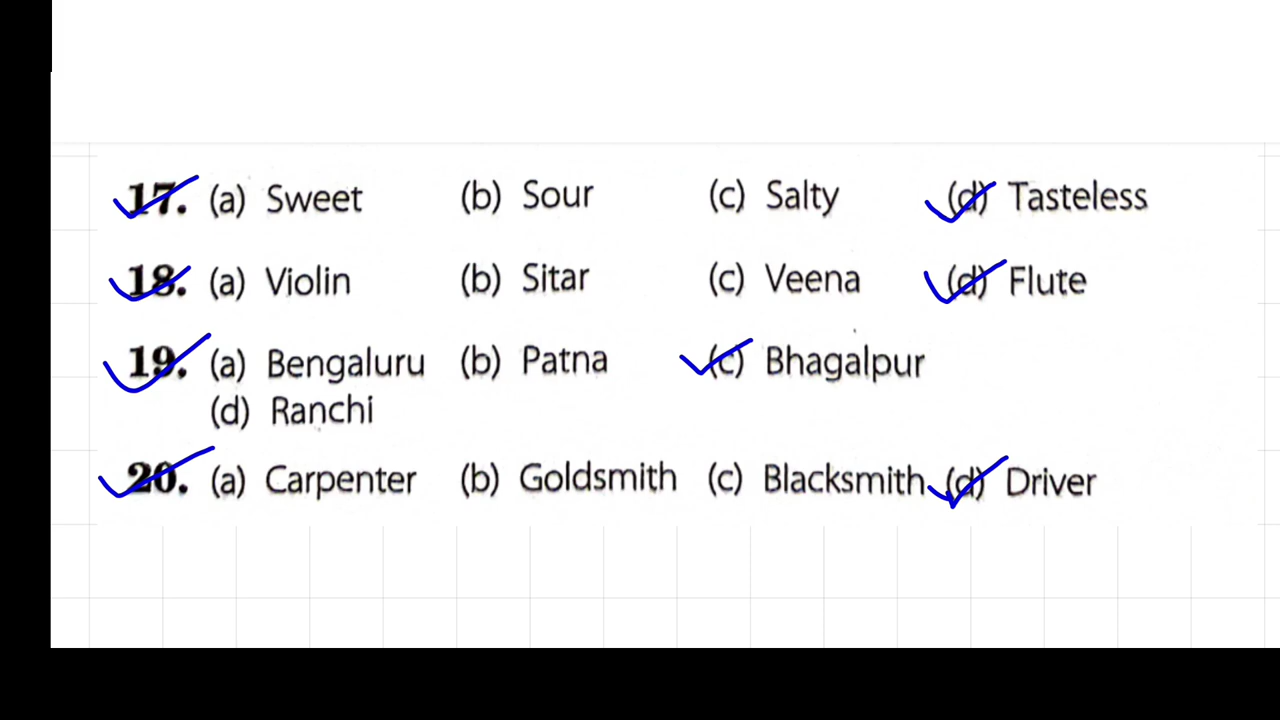 17. (a) Sweet (b) Sour (c) Salty (d) Tasteless
18. (a) Violin (b) Sitar (c) Veena (d) Flute
19. (a) Bengaluru (b) Patna (c) Bhagalpur
(d) Ranchi
20. (a) Carpenter (b) Goldsmith (c) Blacksmith (d) Driver